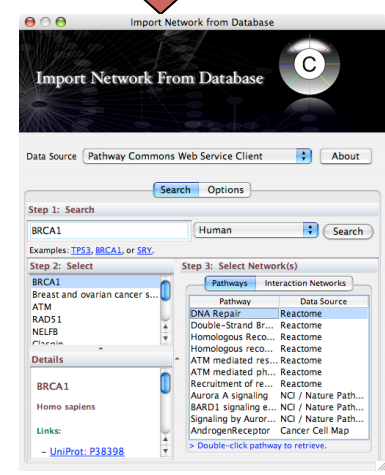 Import Network from Database
Import Network From Database
C
Data Source Pathway Commons Web Service Client About
Search Options
Step 1: Search
BRCA1 Human Search
Examples: TP53, BRCA1, or SRY.
Step 2: Select
BRCA1
Breast and ovarian cancer s...
ATM
RAD51
NELFB
Claspin
Details
BRCA1
Homo sapiens
Links:
– UniProt: P38398
Step 3: Select Network(s)
Pathways Interaction Networks
Pathway Data Source
DNA Repair Reactome
Double-Strand Br... Reactome
Homologous Reco... Reactome
Homologous reco... Reactome
ATM mediated res... Reactome
ATM mediated ph... Reactome
Recruitment of re... Reactome
Aurora A signaling NCI / Nature Path...
BARD1 signaling e... NCI / Nature Path...
Signaling by Auror... NCI / Nature Path...
AndrogenReceptor Cancer Cell Map
> Double-click pathway to retrieve.